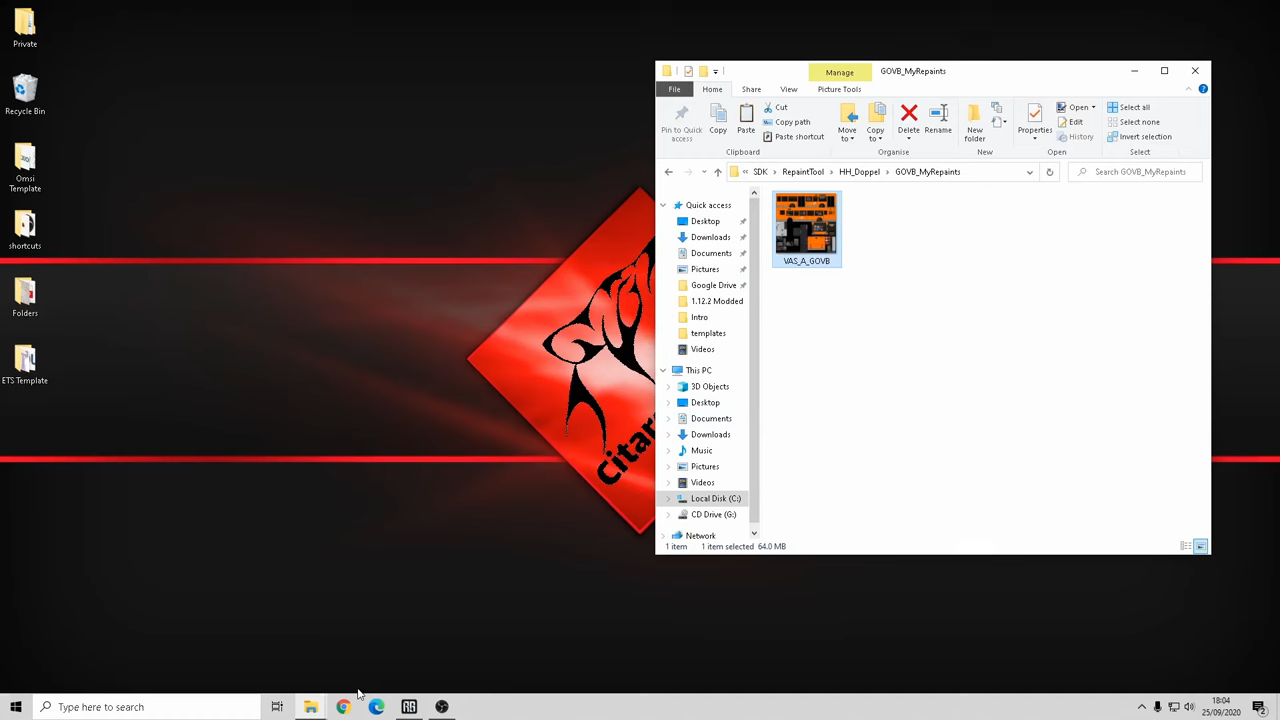 Private
Recycle Bin
Omsi
Template
shortcuts
Folders
ETS Template
Manage
GOVB_MyRepaints
File
Home
Share
View
Picture Tools
Pin to Quick
access
Copy
Paste
Cut
Copy path
Paste shortcut
Clipboard
Move
to
Copy
to
Delete
Rename
Organise
New
folder
New
Properties
Open
Edit
History
Open
Select all
Select none
Invert selection
Select
« SDK > RepaintTool > HH_Doppel > GOVB_MyRepaints
Search GOVB_MyRepaints
Quick access
Desktop
Downloads
Documents
Pictures
Google Drive
1.12.2 Modded
Intro
templates
Videos
This PC
3D Objects
Desktop
Documents
Downloads
Music
Pictures
Videos
Local Disk (C:)
CD Drive (G:)
Network
VAS_A_GOVB
1 item
1 item selected 64.0 MB
Type here to search
18:04
25/09/2020
2